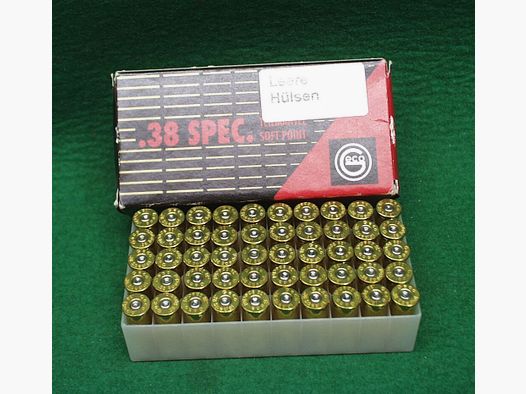 Leere
Hülsen
.38 SPEC.
SOFT POINT
Geco